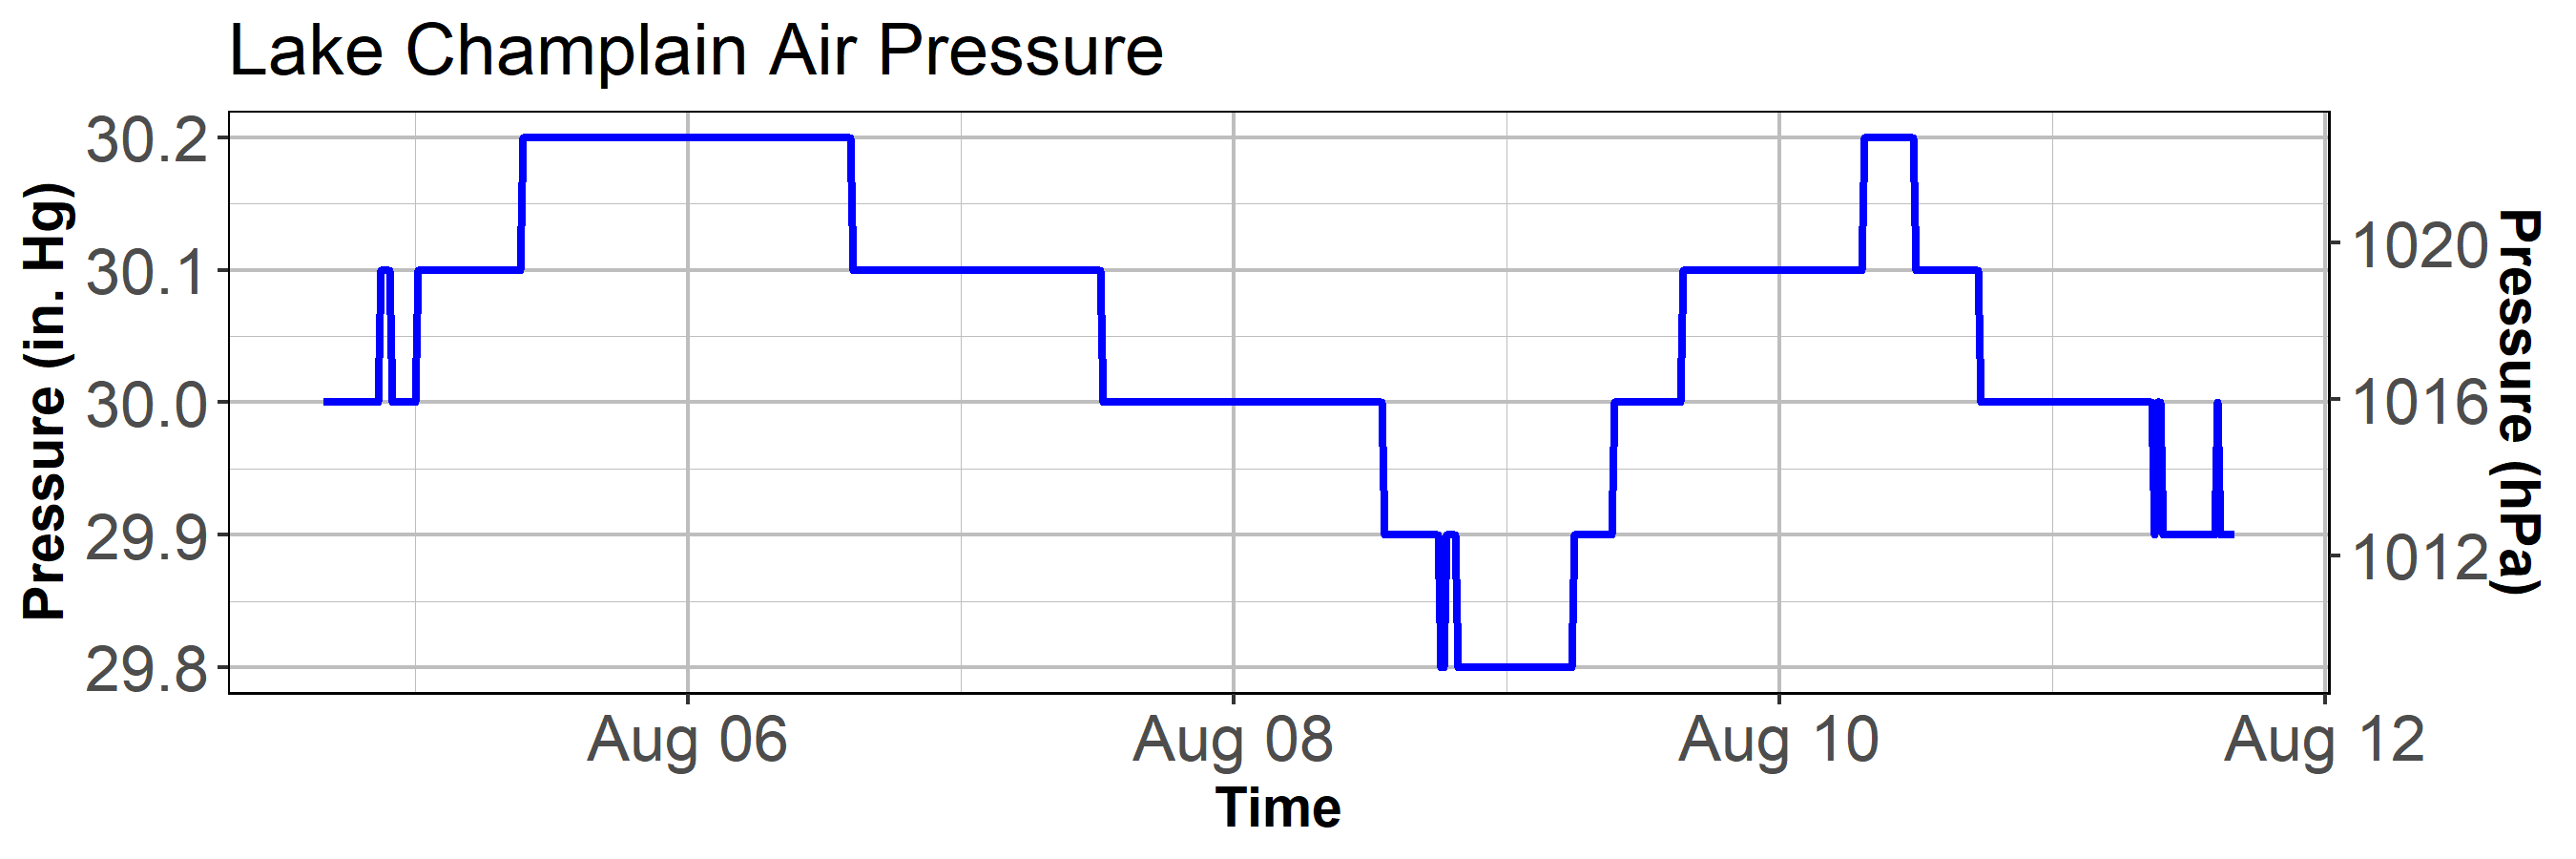 Lake Champlain Air Pressure
Pressure (in. Hg)
30.2
30.1
30.0
29.9
29.8
1020
1016
1012
Pressure (hPa)
Aug 06 Aug 08 Aug 10 Aug 12
Time